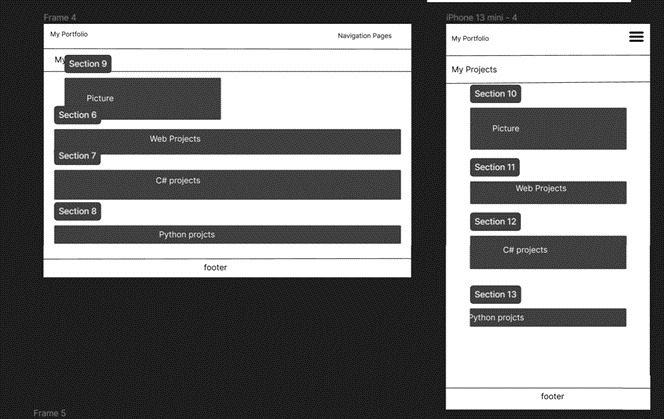 Frame 4
My Portfolio
Navigation Pages
My
Section 9
Picture
Section 6
Web Projects
Section 7
C# projects
Section 8
Python projcts
footer
Frame 5
iPhone 13 mini - 4
My Portfolio
My Projects
Section 10
Picture
Section 11
Web Projects
Section 12
C# projects
Section 13
Python projcts
footer